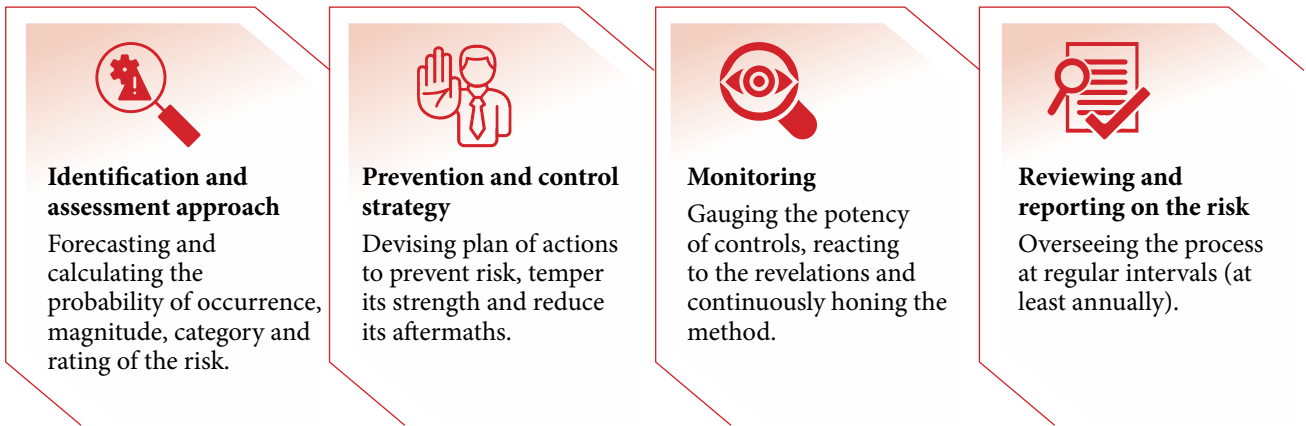 Identification and
assessment approach
Forecasting and
calculating the
probability of occurrence,
magnitude, category and
rating of the risk.
Prevention and control
strategy
Devising plan of actions
to prevent risk, temper
its strength and reduce
its aftermaths.
Monitoring
Gauging the potency
of controls, reacting
to the revelations and
continuously honing the
method.
Reviewing and
reporting on the risk
Overseeing the process
at regular intervals (at
least annually).